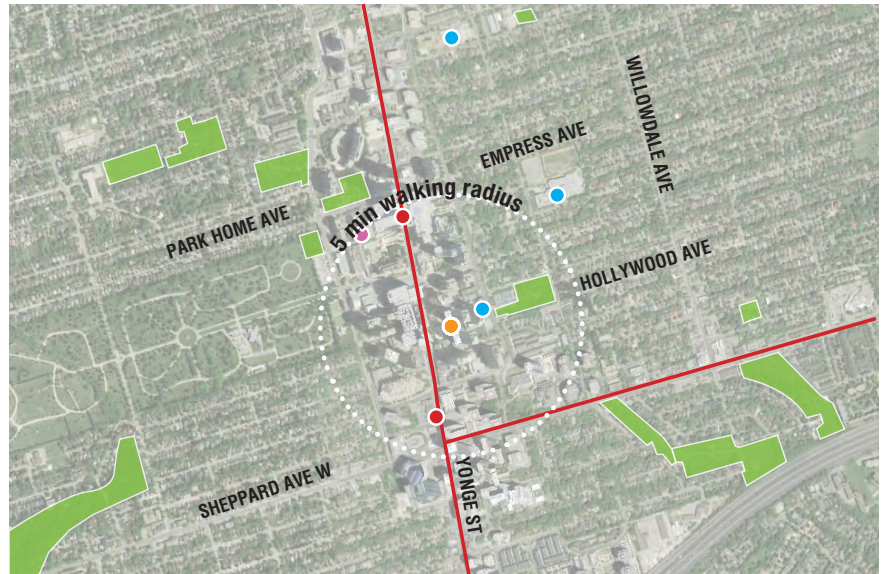 WILLOWDALE AVE
EMPRESS AVE
5 min walking radius
PARK HOME AVE
HOLLYWOOD AVE
SHEPPARD AVE W
YONGE ST